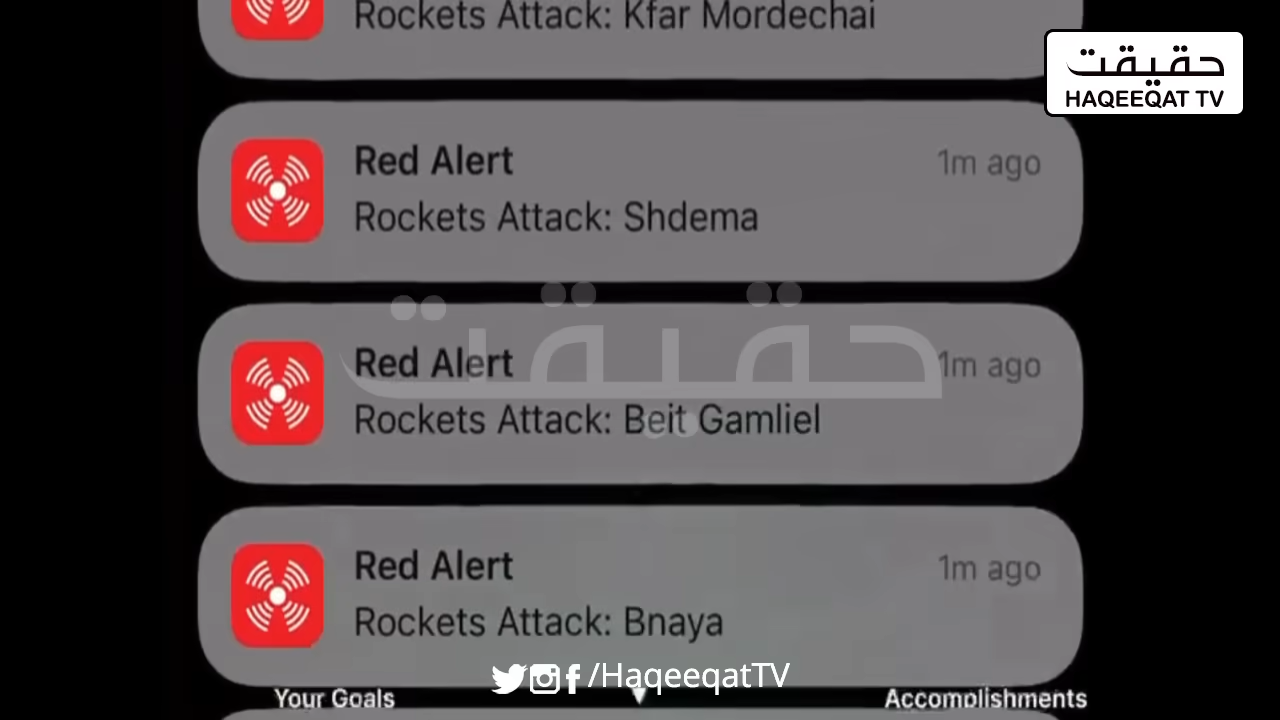 Rockets Attack: Kfar Mordechai
حقيقت
HAQEEQAT TV
Red Alert
1m ago
Rockets Attack: Shdema
حقيقت
Red Alert
1m ago
Rockets Attack: Beit Gamliel
Red Alert
1m ago
Rockets Attack: Bnaya
/HaqeeqatTV
Your Goals
Accomplishments